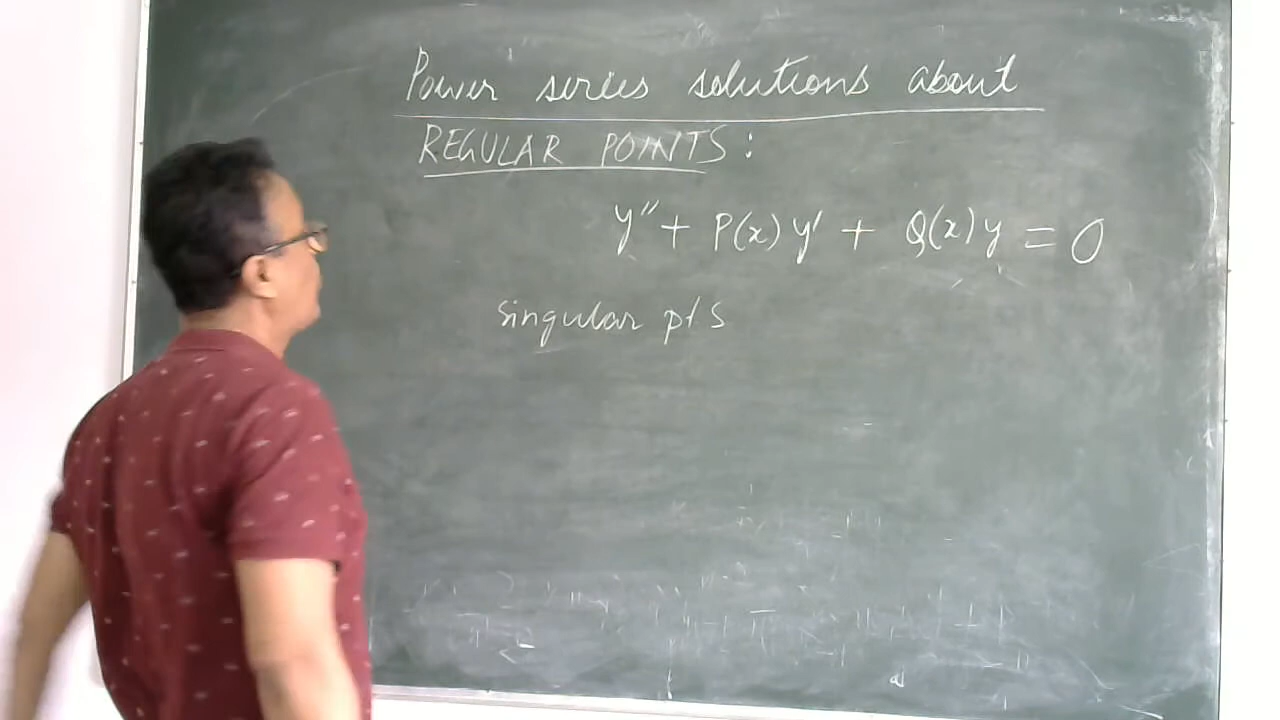 Power series solutions about
REGULAR POINTS:
y" + P(x) y' + Q(x) y = 0
singular pts